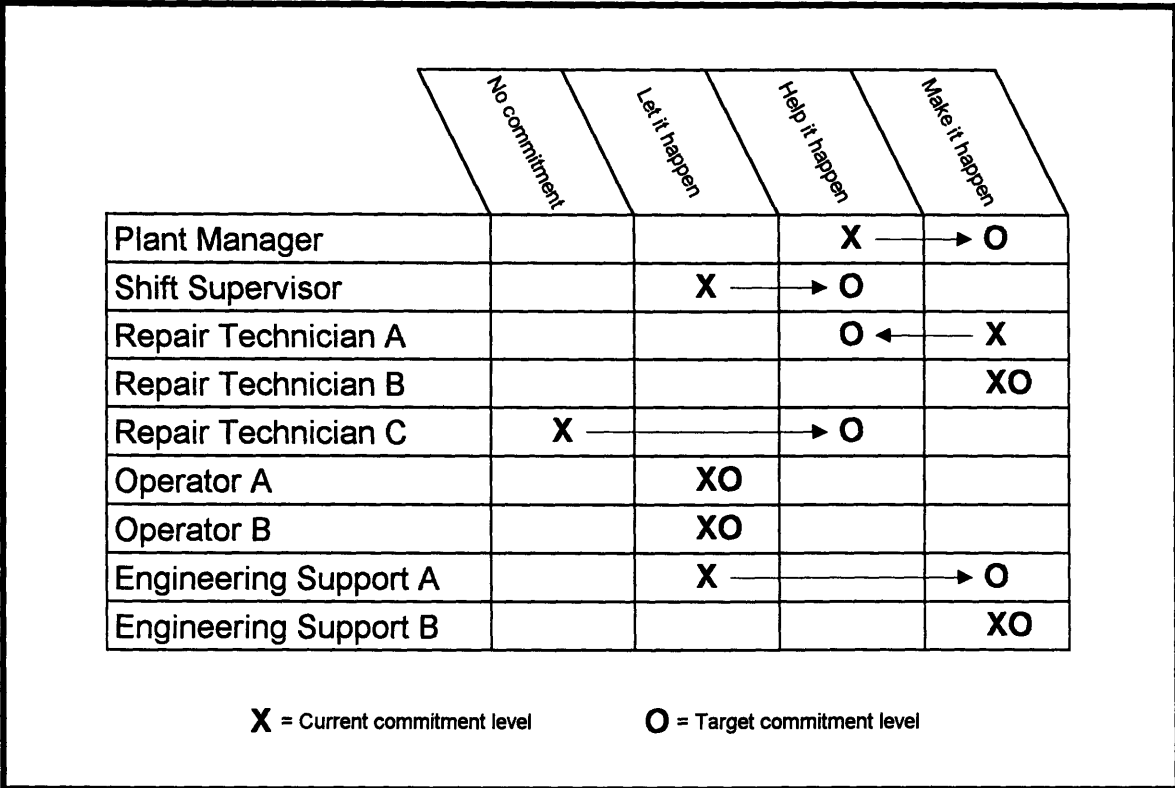 No commitment
Let it happen
Help it happen
Make it happen
Plant Manager X O
Shift Supervisor X O
Repair Technician A O X
Repair Technician B XO
Repair Technician C X O
Operator A XO
Operator B XO
Engineering Support A X O
Engineering Support B XO
X = Current commitment level O = Target commitment level